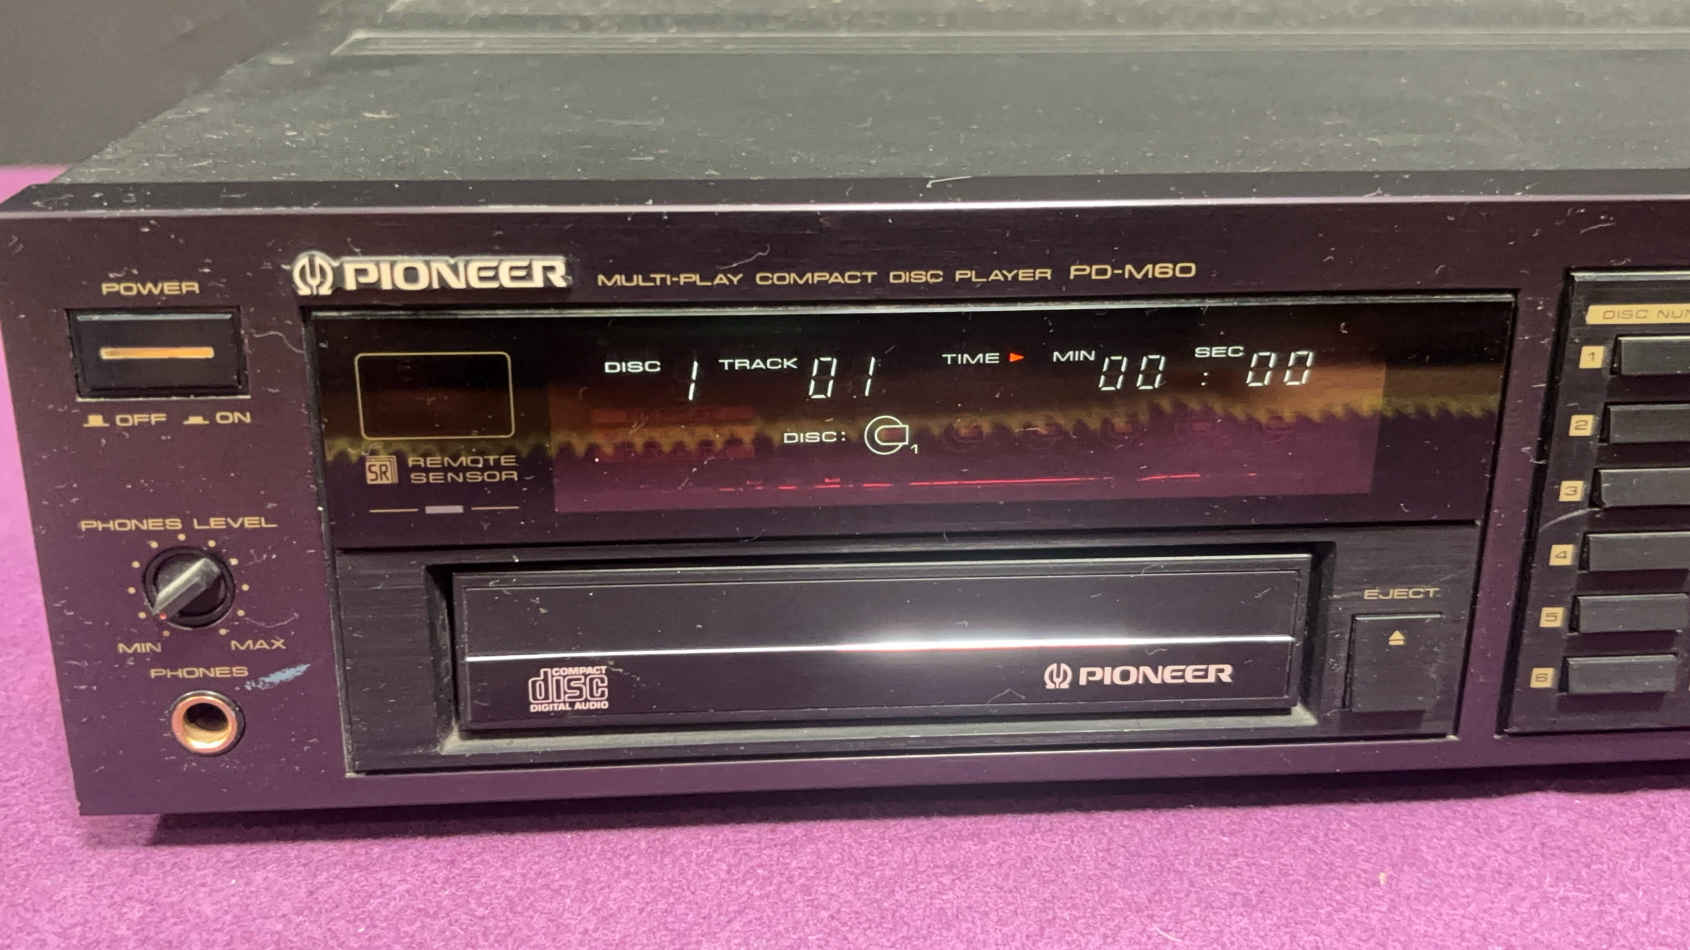 PIONEER MULTI-PLAY COMPACT DISC PLAYER PD-M60
POWER
OFF ON
DISC 1 TRACK 01 TIME MIN 00 : SEC 00
DISC: 1
SR REMOTE
SENSOR
PHONES LEVEL
MIN MAX
PHONES
COMPACT
disc
DIGITAL AUDIO
PIONEER
EJECT
DISC
1
2
3
4
5
6